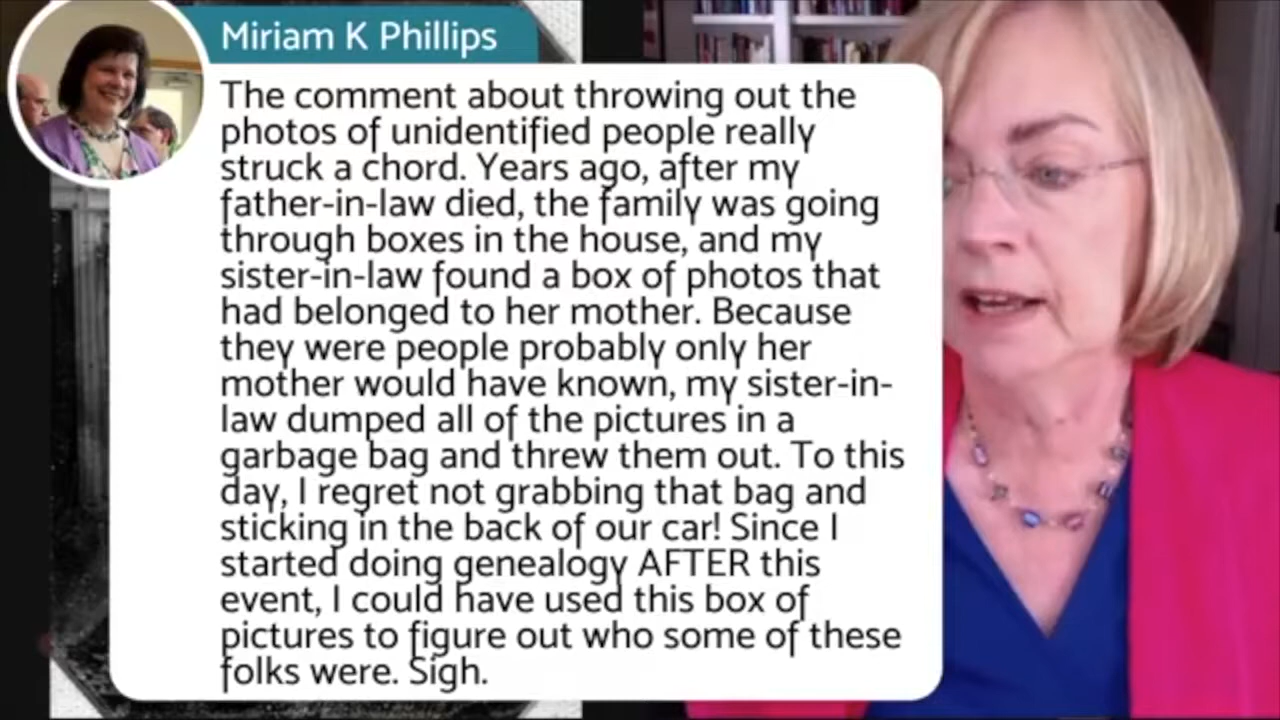 Miriam K Phillips
The comment about throwing out the
photos of unidentified people really
struck a chord. Years ago, after my
father-in-law died, the family was going
through boxes in the house, and my
sister-in-law found a box of photos that
had belonged to her mother. Because
they were people probably only her
mother would have known, my sister-in-
law dumped all of the pictures in a
garbage bag and threw them out. To this
day, I regret not grabbing that bag and
sticking in the back of our car! Since I
started doing genealogy AFTER this
event, I could have used this box of
pictures to figure out who some of these
folks were. Sigh.